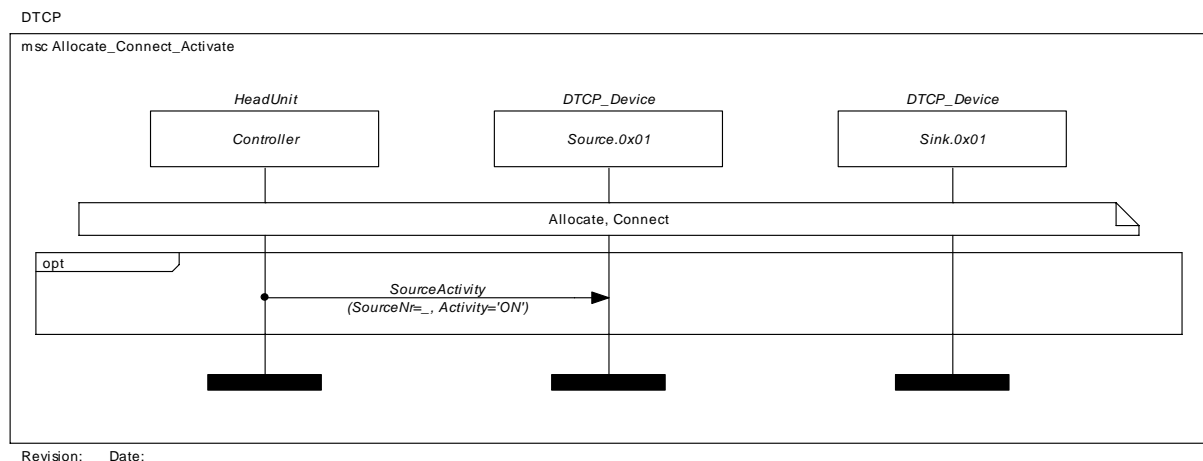 DTCP
msc Allocate_Connect_Activate
HeadUnit
DTCP_Device
DTCP_Device
Controller
Source.0x01
Sink.0x01
Allocate, Connect
opt
SourceActivity
(SourceNr=_, Activity='ON')
Revision: Date: